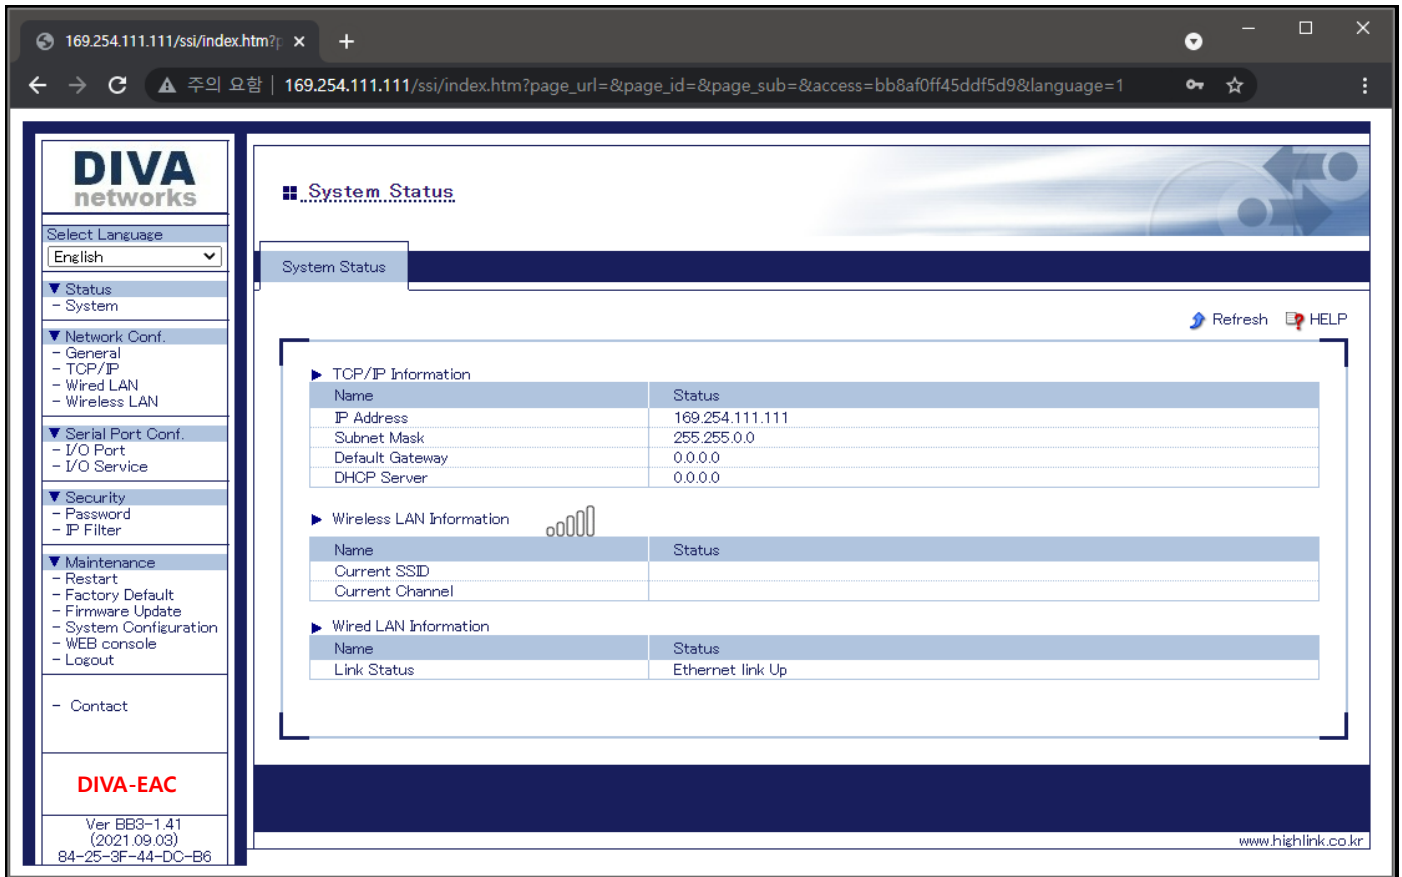 169.254.111.111/ssi/index.htm?p
주의 요함 | 169.254.111.111/ssi/index.htm?page_url=&page_id=&page_sub=&access=bb8af0ff45ddf5d9&language=1
DIVA
networks
Select Language
English
▼ Status
- System
▼ Network Conf.
- General
- TCP/IP
- Wired LAN
- Wireless LAN
▼ Serial Port Conf.
- I/O Port
- I/O Service
▼ Security
- Password
- IP Filter
▼ Maintenance
- Restart
- Factory Default
- Firmware Update
- System Configuration
- WEB console
- Logout
- Contact
DIVA-EAC
Ver BB3-1.41
(2021.09.03)
84-25-3F-44-DC-B6
System Status
System Status
Refresh HELP
TCP/IP Information
Name Status
IP Address 169.254.111.111
Subnet Mask 255.255.0.0
Default Gateway 0.0.0.0
DHCP Server 0.0.0.0
Wireless LAN Information
Name Status
Current SSID
Current Channel
Wired LAN Information
Name Status
Link Status Ethernet link Up
www.highlink.co.kr